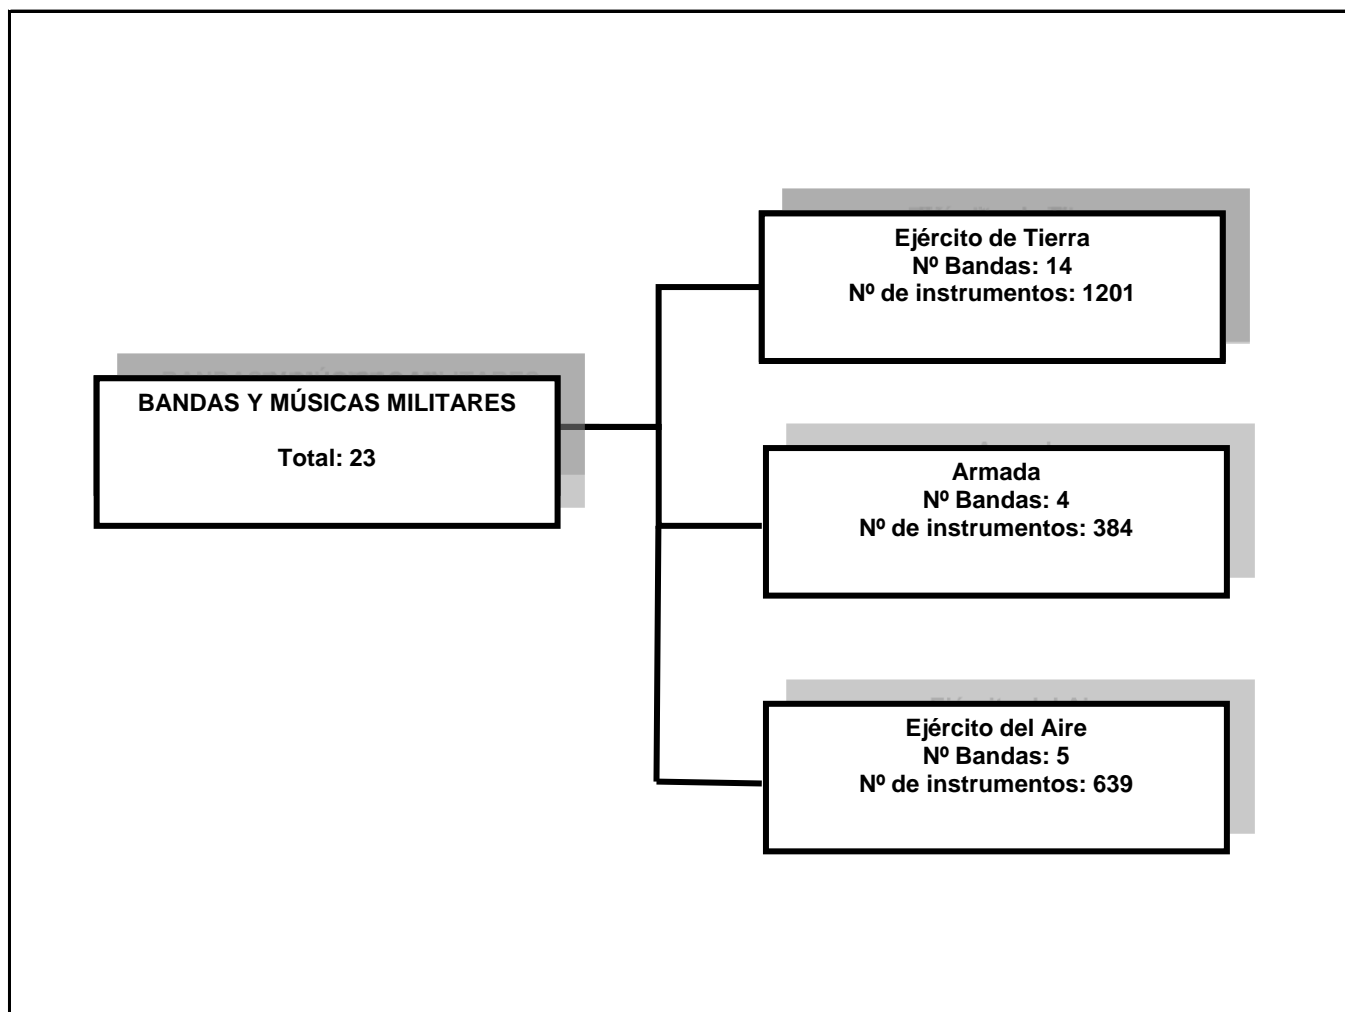 BANDAS Y MÚSICAS MILITARES
Total: 23
Ejército de Tierra
Nº Bandas: 14
Nº de instrumentos: 1201
Armada
Nº Bandas: 4
Nº de instrumentos: 384
Ejército del Aire
Nº Bandas: 5
Nº de instrumentos: 639